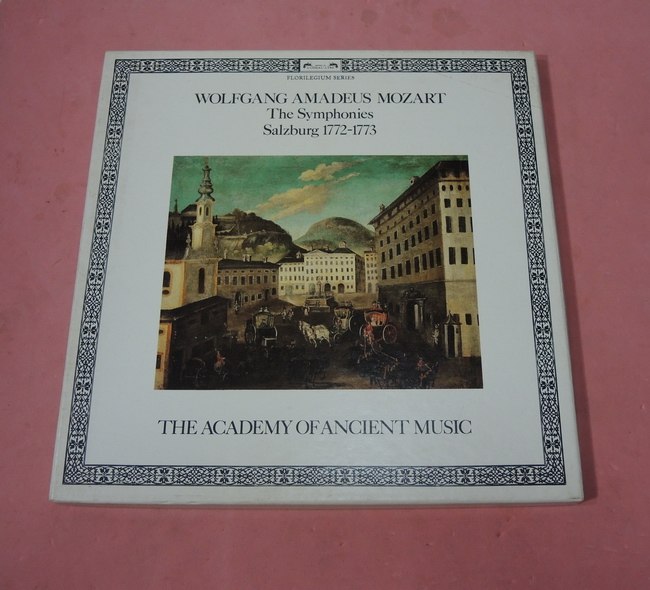 FLORILEGIUM SERIES
WOLFGANG AMADEUS MOZART
The Symphonies
Salzburg 1772-1773
THE ACADEMY OF ANCIENT MUSIC